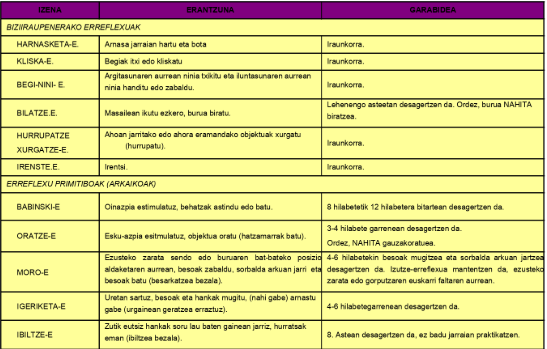 IZENA ERANTZUNA GARABIDEA
BIZIIRAUPENERAKO ERREFLEXUAK
HARNASKETA-E. Arnasa jarraian hartu eta bota Iraunkorra.
KLISKA-E. Begiak itxi edo kliskatu Iraunkorra.
BEGI-NINI- E. Argitasunaren aurrean ninia txikitu eta iluntasunaren aurrean
ninia handitu edo zabaldu. Iraunkorra.
BILATZE.E. Masailean ikutu ezkero, burua biratu. Lehenengo asteetan desagertzen da. Ordez, burua NAHITA
biratzea.
HURRUPATZE
XURGATZE-E. Ahoan jarritako edo ahora eramandako objektuak xurgatu
(hurrupatu). Iraunkorra.
IRENSTE.E. Irentsi. Iraunkorra.
ERREFLEXU PRIMITIBOAK (ARKAIKOAK)
BABINSKI-E Oinazpia estimulatuz, behatzak astindu edo batu. 8 hilabetetik 12 hilabetera bitartean desagertzen da.
ORATZE-E Esku-azpia esitmulatuz, objektua oratu (hatzamarrak batu). 3-4 hilabete garrenean desagertzen da.
Ordez, NAHITA gauzakoratuea.
MORO-E Ezusteko zarata sendo edo buruaren bat-bateko posizio
aldaketaren aurrean, besoak zabaldu, sorbalda arkuan jarri eta
besoak batu (besarkatzea bezala). 4-6 hilabetekin besoak mugitzea eta sorbalda arkuan jartzea
desagertzen da. Izutze-erreflexua mantentzen da, ezusteko
zarata edo gorputzaren euskarri faltaren aurrean.
IGERIKETA-E Uretan sartuz, besoak eta hankak mugitu, (nahi gabe) arnastu
gabe (urgainean geratzea erraztuz). 4-6 hilabetegarrenean desagertzen da.
IBILTZE-E Zutik eutsiz hankak soru lau baten gainean jarriz, hurratsak
eman (ibiltzea bezala). 8. Astean desagertzen da, ez badu jarraian praktikatzen.